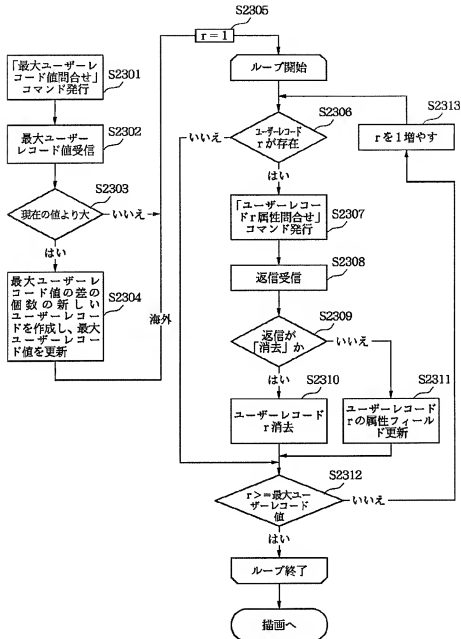 S2305
r = 1
「最大ユーザーレ
コード値問合せ」
コマンド発行
S2301
最大ユーザー
レコード値受信
S2302
S2303
現在の値より大
いいえ
はい
最大ユーザーレ
コード値の差の
個数の新しい
ユーザーレコー
ドを作成し、最大
ユーザーレコー
ド値を更新
S2304
海外
ループ開始
S2306
ユーザーレコード
rが存在
いいえ
はい
S2313
rを1増やす
「ユーザーレコー
ドr属性問合せ」
コマンド発行
S2307
S2308
返信受信
S2309
返信が
「消去」か
いいえ
はい
S2310
ユーザーレコード
r消去
S2311
ユーザーレコード
rの属性フィール
ド更新
S2312
r>=最大ユー
ザーレコード
値
いいえ
はい
ループ終了
描画へ